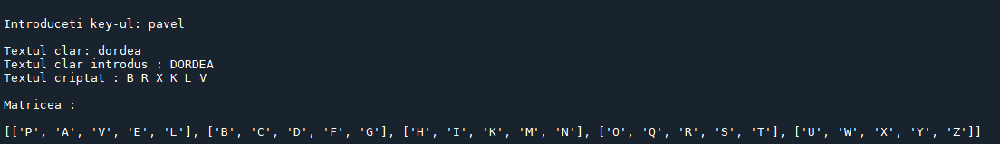 Introduceti key-ul: pavel
Textul clar: dordea
Textul clar introdus : DORDEA
Textul criptat : B R X K L V
Matricea :
[['P', 'A', 'V', 'E', 'L'], ['B', 'C', 'D', 'F', 'G'], ['H', 'I', 'K', 'M', 'N'], ['O', 'Q', 'R', 'S', 'T'], ['U', 'W', 'X', 'Y', 'Z']]